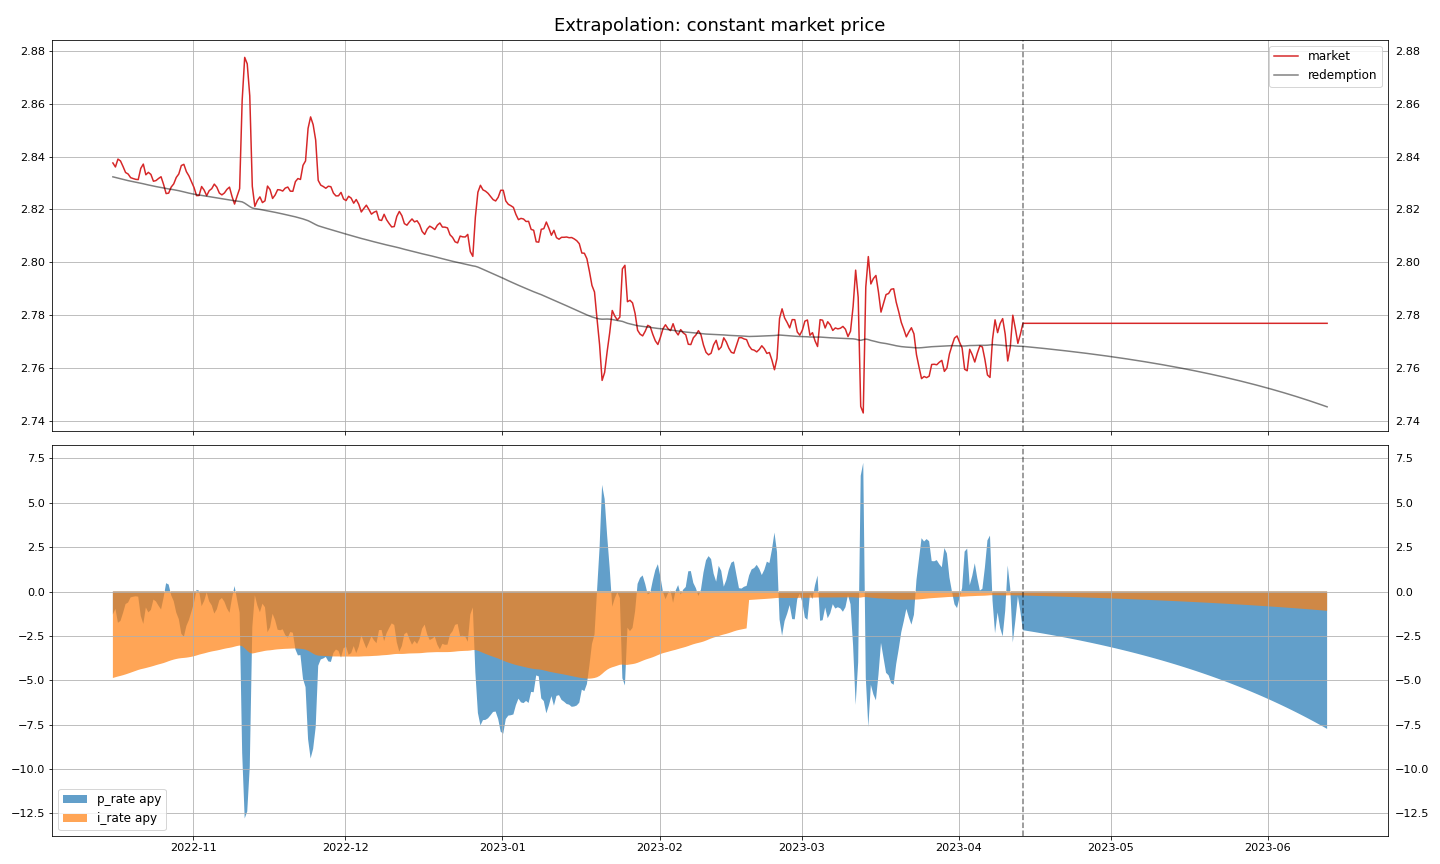 Extrapolation: constant market price
2.88 2.88
market
redemption
2.86 2.86
2.84 2.84
2.82 2.82
2.80 2.80
2.78 2.78
2.76 2.76
2.74 2.74
7.5 7.5
5.0 5.0
2.5 2.5
0.0 0.0
−2.5 −2.5
−5.0 −5.0
−7.5 −7.5
−10.0 −10.0
p_rate apy
−12.5 −12.5
i_rate apy
2022-11 2022-12 2023-01 2023-02 2023-03 2023-04 2023-05 2023-06